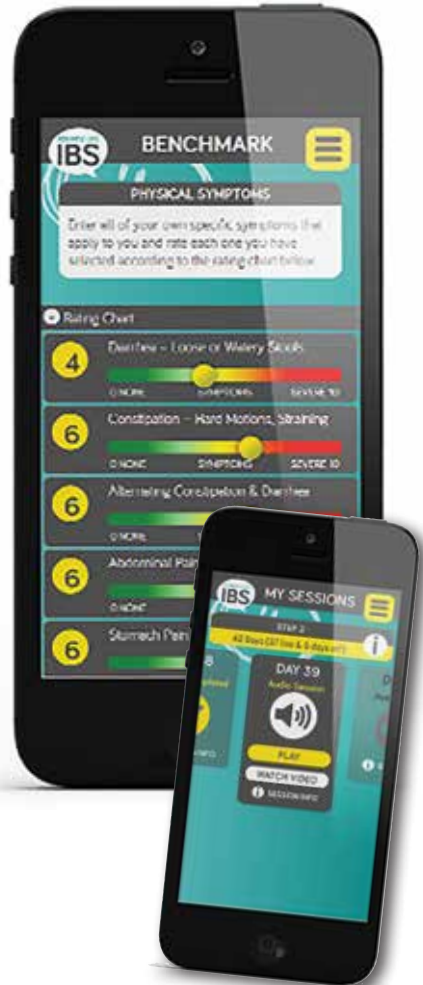 IBS
BENCHMARK
PHYSICAL SYMPTOMS
Enter all of your own specific symptoms that
apply to you and rate each one you have
selected according to the rating chart below
Rating Chart
4
Diarrhea – Loose or Watery Stools
0 NONE SYMPTOMS SEVERE 10
6
Constipation – Hard Motions, Straining
0 NONE SYMPTOMS SEVERE 10
6
Alternating Constipation & Diarrhea
0 NONE
6
Abdominal Pain
0 NONE
6
Stomach Pain
IBS
MY SESSIONS
STEP 2
DAY 39
Audio Session
PLAY
WATCH VIDEO
SESSION INFO